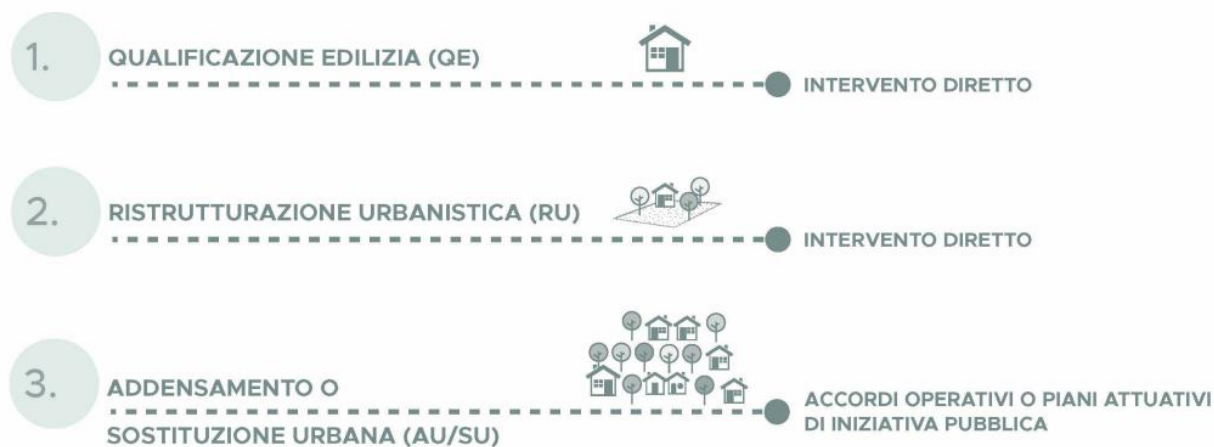 1.
QUALIFICAZIONE EDILIZIA (QE)
INTERVENTO DIRETTO
2.
RISTRUTTURAZIONE URBANISTICA (RU)
INTERVENTO DIRETTO
3.
ADDENSAMENTO O
SOSTITUZIONE URBANA (AU/SU)
ACCORDI OPERATIVI O PIANI ATTUATIVI
DI INIZIATIVA PUBBLICA